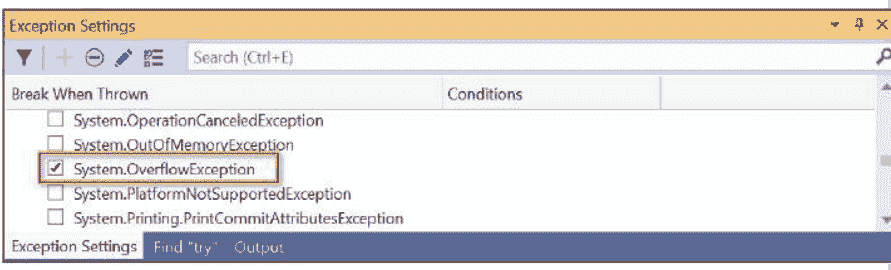 Exception Settings
Search (Ctrl+E)
Break When Thrown Conditions
System.OperationCanceledException
System.OutOfMemoryException
System.OverflowException
System.PlatformNotSupportedException
System.Printing.PrintCommitAttributesException
Exception Settings Find "try" Output